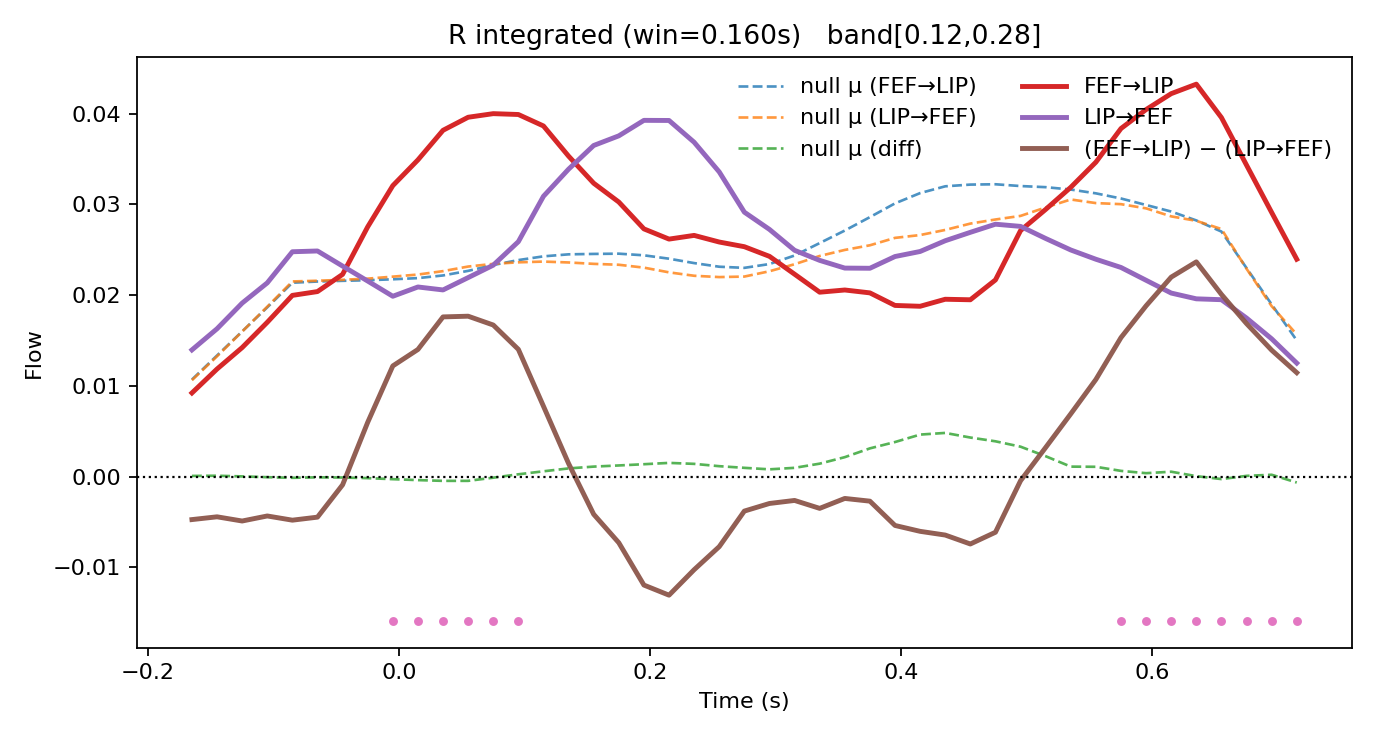 R integrated (win=0.160s)   band[0.12,0.28]
null μ (FEF→LIP)
null μ (LIP→FEF)
null μ (diff)
FEF→LIP
LIP→FEF
(FEF→LIP) − (LIP→FEF)
Flow
0.04
0.03
0.02
0.01
0.00
−0.01
−0.2
0.0
0.2
0.4
0.6
Time (s)